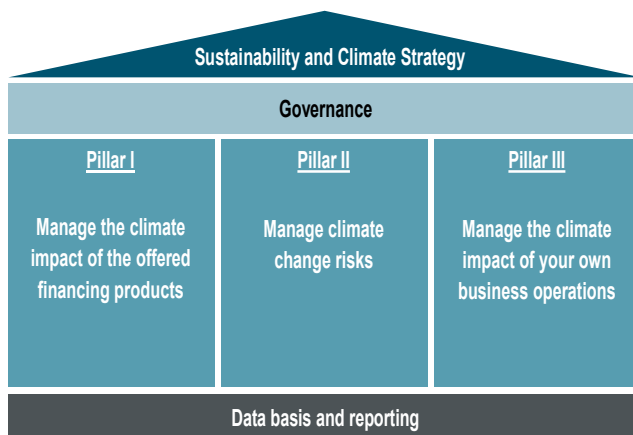 Sustainability and Climate Strategy
Governance
Pillar I
Manage the climate
impact of the offered
financing products
Pillar II
Manage climate
change risks
Pillar III
Manage the climate
impact of your own
business operations
Data basis and reporting